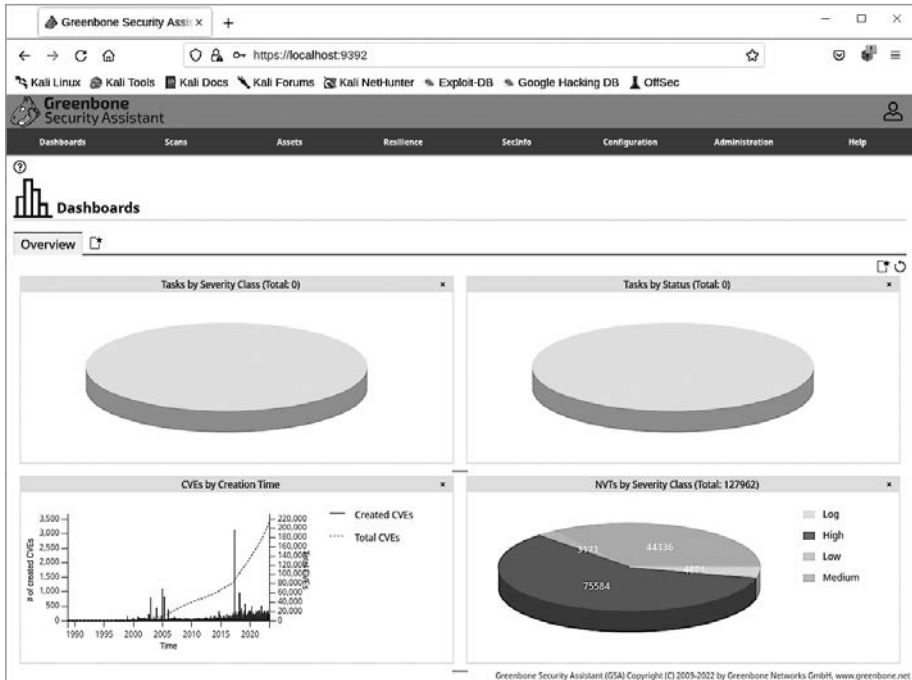 Greenbone Security Assis × +
https://localhost:9392
Kali Linux Kali Tools Kali Docs Kali Forums Kali NetHunter Exploit-DB Google Hacking DB OffSec
Greenbone
Security Assistant
Dashboards Scans Assets Resilience SecInfo Configuration Administration Help
Dashboards
Overview
Tasks by Severity Class (Total: 0) ×
Tasks by Status (Total: 0) ×
CVEs by Creation Time ×
3,500
3,000
2,500
2,000
1,500
1,000
500
0
# of created CVEs
1990 1995 2000 2005 2010 2015 2020
Time
220,000
200,000
180,000
160,000
140,000
120,000
100,000
80,000
60,000
40,000
20,000
0
Created CVEs
Total CVEs
NVTs by Severity Class (Total: 127962) ×
44336
75584
Log
High
Low
Medium
Greenbone Security Assistant (GSA) Copyright (C) 2009-2022 by Greenbone Networks GmbH, www.greenbone.net